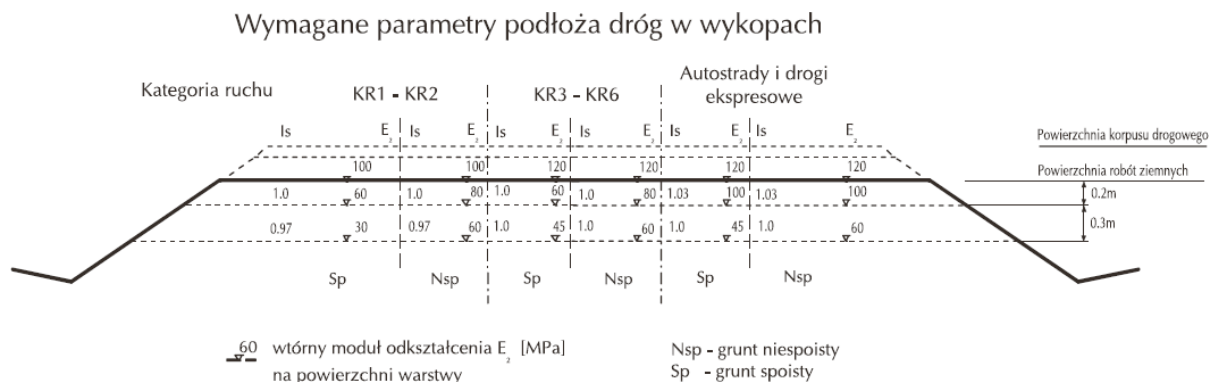 Wymagane parametry podłoża dróg w wykopach
Kategoria ruchu KR1 - KR2 KR3 - KR6 Autostrady i drogi ekspresowe
Is E₂ Is E₂ Is E₂ Is E₂ Is E₂ Is E₂
Powierzchnia korpusu drogowego
100 100 120 120 120 120
Powierzchnia robót ziemnych
1.0 60 1.0 80 1.0 60 1.0 80 1.03 100 1.03 100 0.2m
0.97 30 0.97 60 1.0 45 1.0 60 1.0 45 1.0 60 0.3m
Sp Nsp Sp Nsp Sp Nsp
60 wtórny moduł odkształcenia E₂ [MPa]
na powierzchni warstwy
Nsp - grunt niespoisty
Sp - grunt spoisty